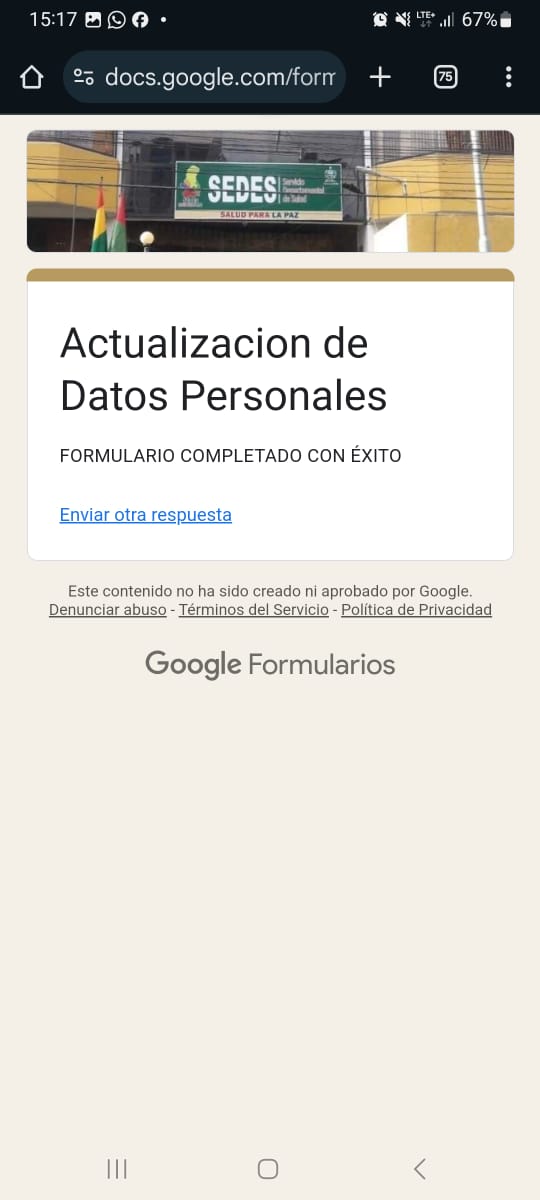 15:17
LTE+
67%
docs.google.com/form
75
SEDES
Servicio
Departamental
de Salud
SALUD PARA LA PAZ
Actualizacion de
Datos Personales
FORMULARIO COMPLETADO CON ÉXITO
Enviar otra respuesta
Este contenido no ha sido creado ni aprobado por Google.
Denunciar abuso - Términos del Servicio - Política de Privacidad
Google Formularios